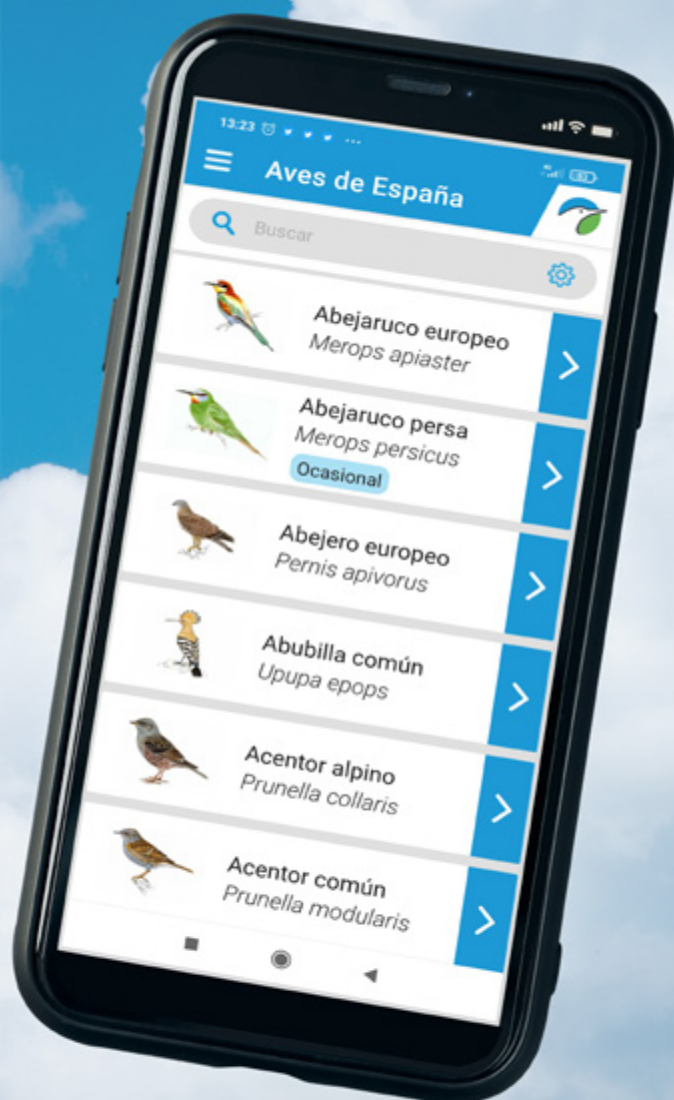 13:23
Aves de España
Buscar
Abejaruco europeo
Merops apiaster
Abejaruco persa
Merops persicus
Ocasional
Abejero europeo
Pernis apivorus
Abubilla común
Upupa epops
Acentor alpino
Prunella collaris
Acentor común
Prunella modularis